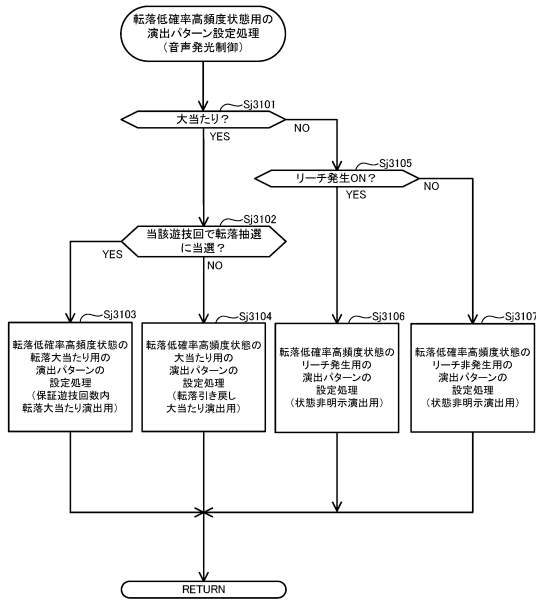 転落低確率高頻度状態用の
演出パターン設定処理
（音声発光制御）
Sj3101
大当たり？
YES
NO
Sj3105
リーチ発生ON？
YES
NO
Sj3102
当該遊技回で転落抽選
に当選？
YES
NO
Sj3103
転落低確率高頻度状態の
転落大当たり用の
演出パターンの
設定処理
（保証遊技回数内
転落大当たり演出用）
Sj3104
転落低確率高頻度状態の
大当たり用の
演出パターンの
設定処理
（転落引き戻し
大当たり演出用）
Sj3106
転落低確率高頻度状態の
リーチ発生用の
演出パターンの
設定処理
（状態非明示演出用）
Sj3107
転落低確率高頻度状態の
リーチ非発生用の
演出パターンの
設定処理
（状態非明示演出用）
RETURN